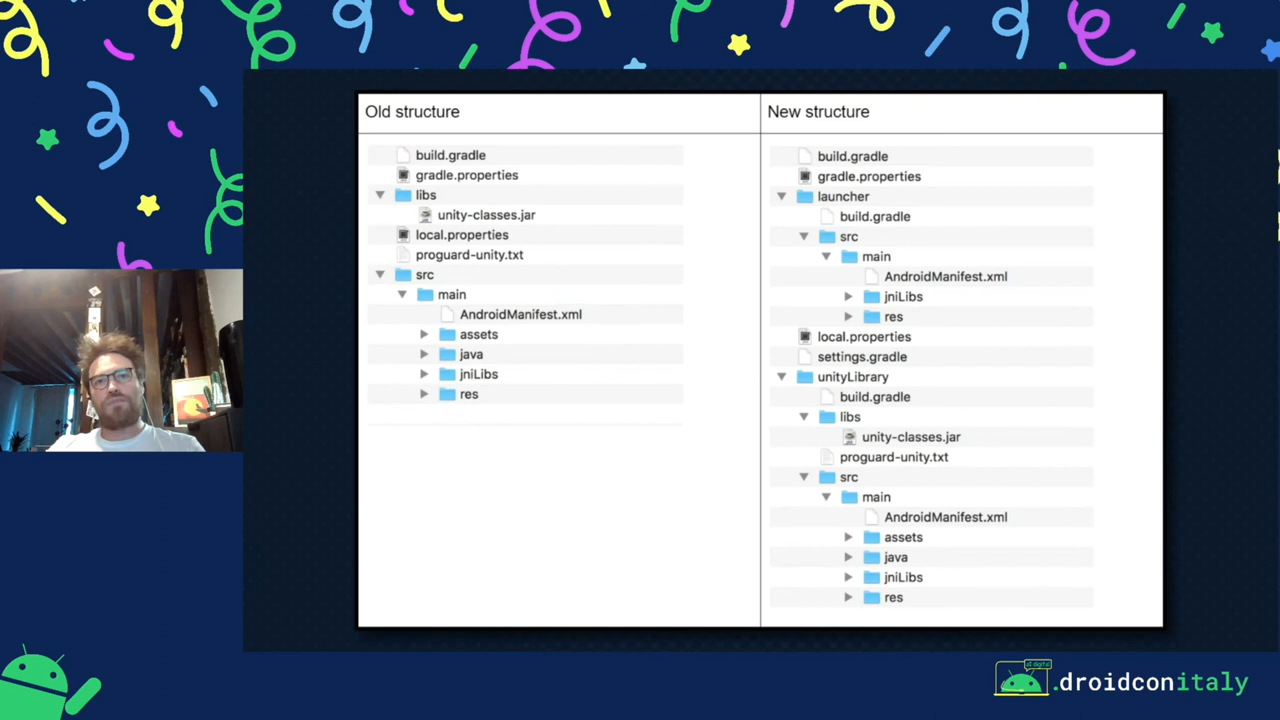 Old structure
build.gradle
gradle.properties
libs
unity-classes.jar
local.properties
proguard-unity.txt
src
main
AndroidManifest.xml
assets
java
jniLibs
res
New structure
build.gradle
gradle.properties
launcher
build.gradle
src
main
AndroidManifest.xml
jniLibs
res
local.properties
settings.gradle
unityLibrary
build.gradle
libs
unity-classes.jar
proguard-unity.txt
src
main
AndroidManifest.xml
assets
java
jniLibs
res
all digital
.droidconitaly